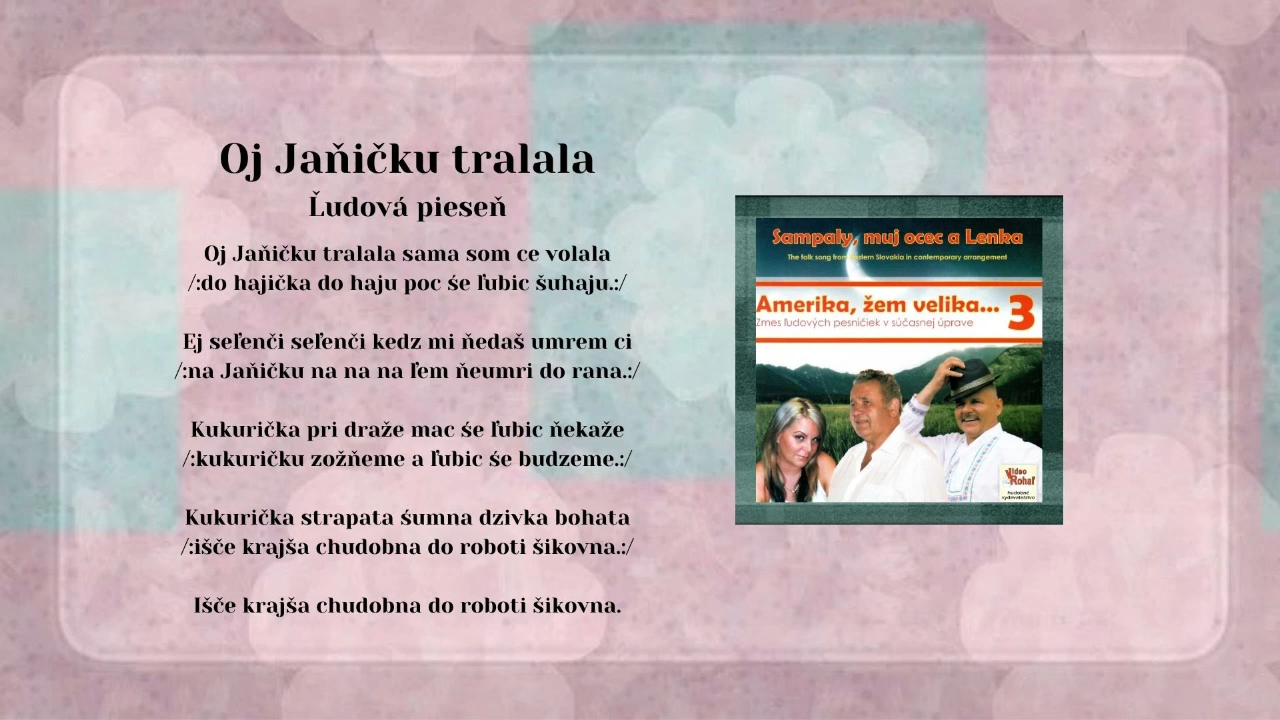 Oj Jaňičku tralala
Ľudová pieseň
Oj Jaňičku tralala sama som ce volala
/:do hajička do haju poc śe ľubic šuhaju.:/
Ej seľenči seľenči kedz mi ňedaš umrem ci
/:na Jaňičku na na na ľem ňeumri do rana.:/
Kukurička pri draže mac śe ľubic ňekaže
/:kukuričku zožňeme a ľubic śe budzeme.:/
Kukurička strapata sumna dzivka bohata
/:išče krajša chudobna do roboti šikovna.:/
Išče krajša chudobna do roboti šikovna.
Sampaly, muj ocec a Lenka
The folk song from Eastern Slovakia in contemporary arrangement
Amerika, žem velika... 3
Zmes ľudových pesničiek v súčasnej úprave
Video
Rohaľ
hudobné
vydavateľstvo